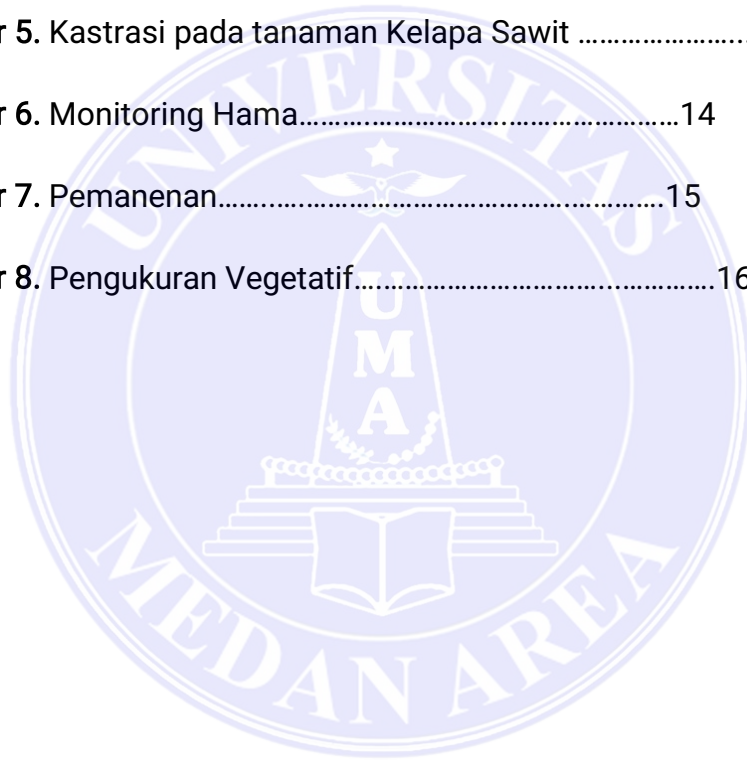 r 5. Kastrasi pada tanaman Kelapa Sawit ........................
r 6. Monitoring Hama................................................14
r 7. Pemanenan............................................................15
r 8. Pengukuran Vegetatif.............................................16
UNIVERSITAS
UMA
MEDAN AREA